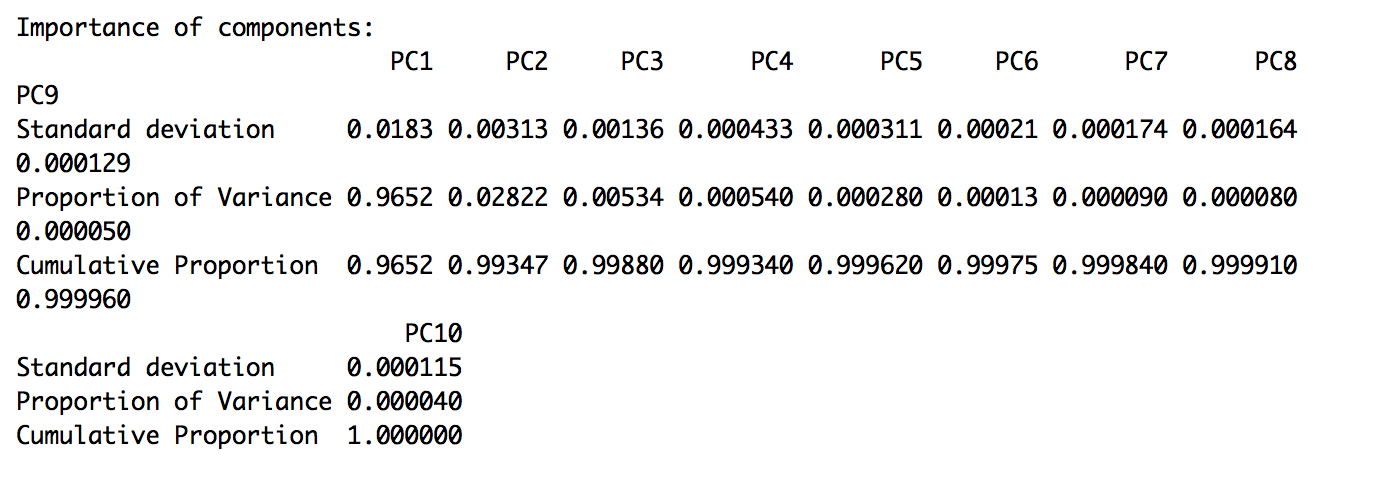 Importance of components:
PC1 PC2 PC3 PC4 PC5 PC6 PC7 PC8
PC9
Standard deviation 0.0183 0.00313 0.00136 0.000433 0.000311 0.00021 0.000174 0.000164
0.000129
Proportion of Variance 0.9652 0.02822 0.00534 0.000540 0.000280 0.00013 0.000090 0.000080
0.000050
Cumulative Proportion 0.9652 0.99347 0.99880 0.999340 0.999620 0.99975 0.999840 0.999910
0.999960
PC10
Standard deviation 0.000115
Proportion of Variance 0.000040
Cumulative Proportion 1.000000